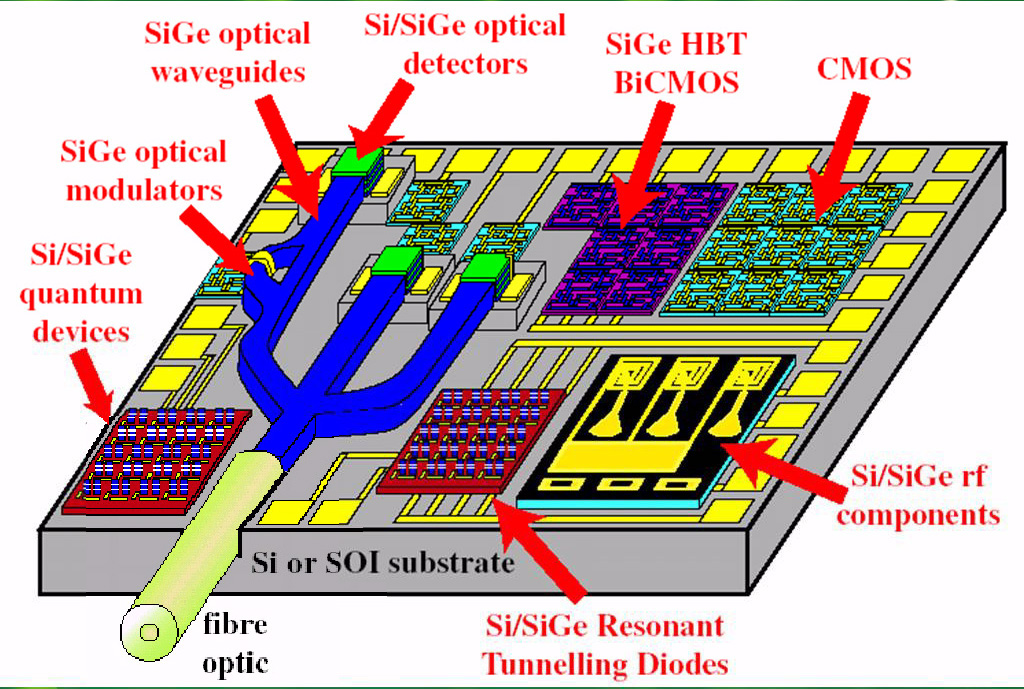 SiGe optical
waveguides
Si/SiGe optical
detectors
SiGe HBT
BiCMOS
CMOS
SiGe optical
modulators
Si/SiGe
quantum
devices
Si/SiGe rf
components
Si or SOI substrate
fibre
optic
Si/SiGe Resonant
Tunnelling Diodes